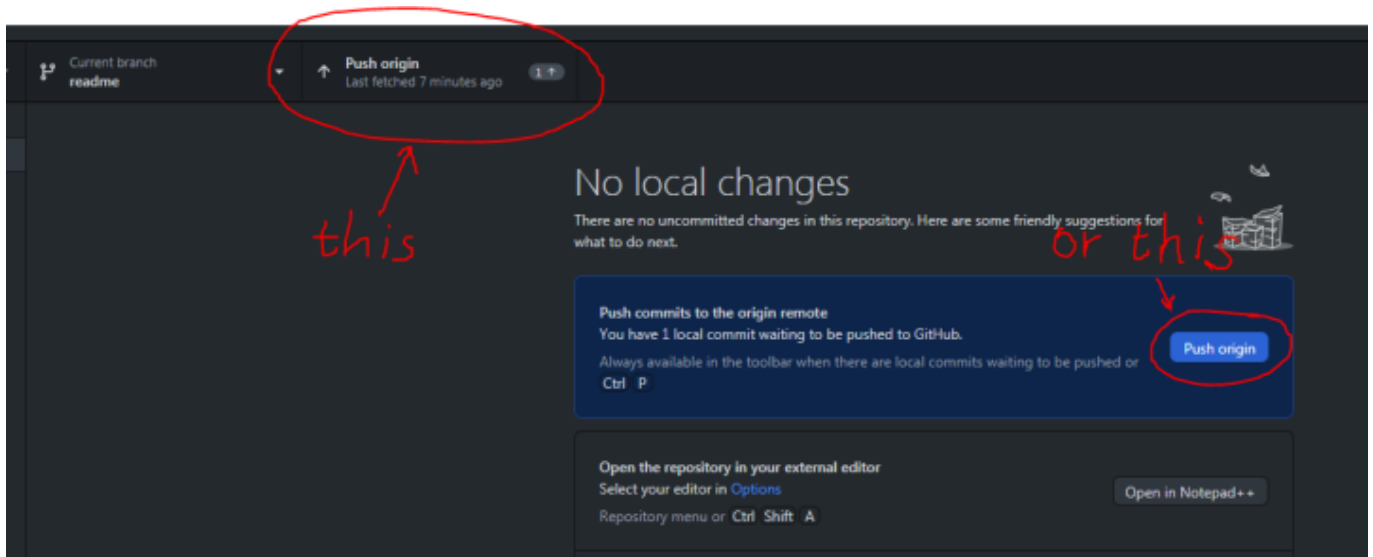 Current branch
readme
Push origin
Last fetched 7 minutes ago
1↑
this
No local changes
There are no uncommitted changes in this repository. Here are some friendly suggestions for
what to do next.
or this
Push commits to the origin remote
You have 1 local commit waiting to be pushed to GitHub.
Always available in the toolbar when there are local commits waiting to be pushed or
Ctrl P
Push origin
Open the repository in your external editor
Select your editor in Options
Repository menu or Ctrl Shift A
Open in Notepad++